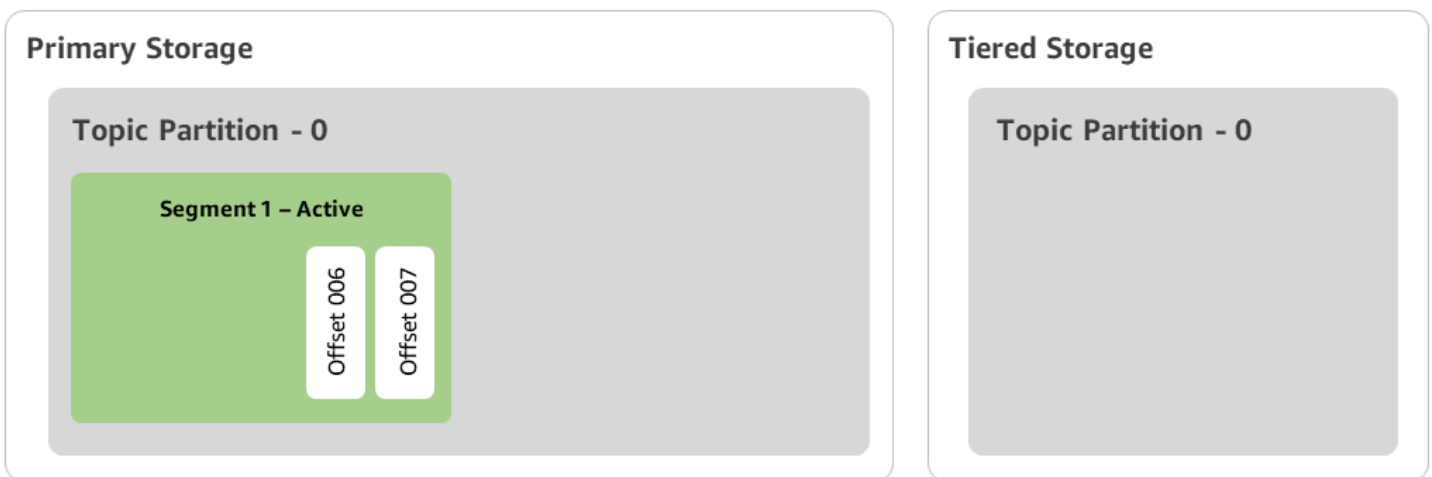 Primary Storage
Topic Partition - 0
Segment 1 – Active
Offset 006
Offset 007
Tiered Storage
Topic Partition - 0